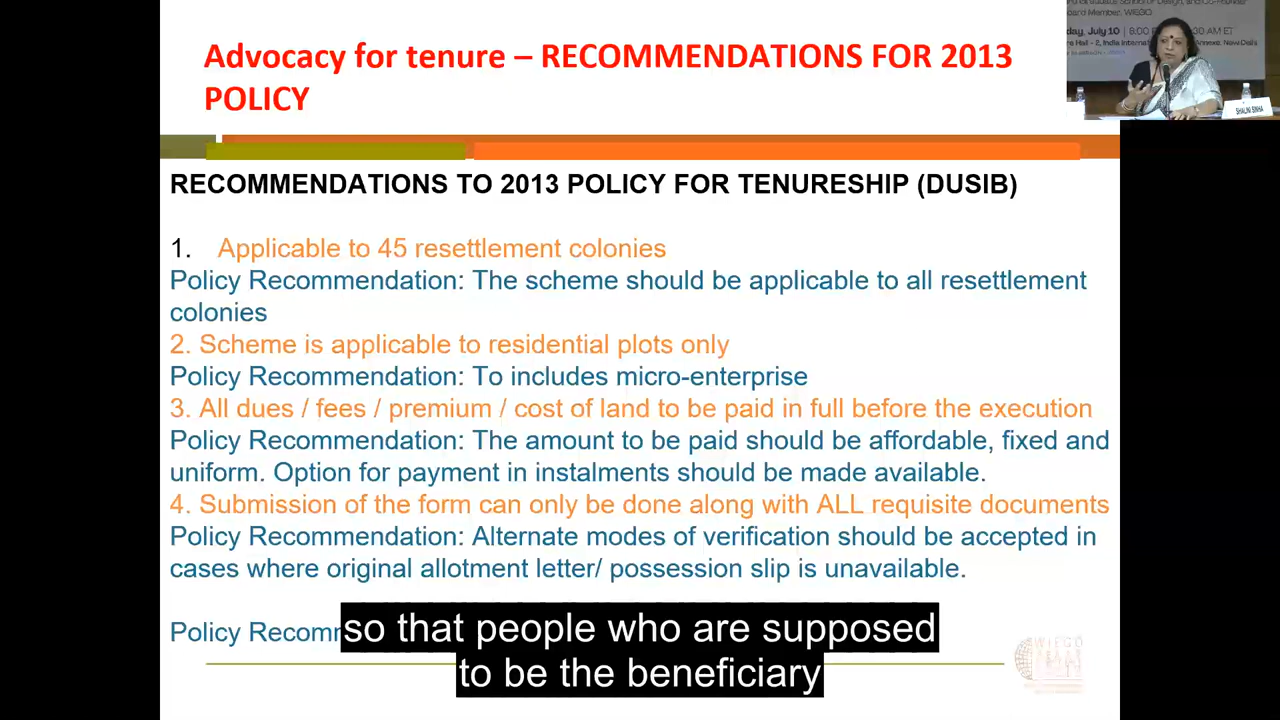 Advocacy for tenure – RECOMMENDATIONS FOR 2013
POLICY
Board Member, WIEGO
SHALINI SINHA
RECOMMENDATIONS TO 2013 POLICY FOR TENURESHIP (DUSIB)
1. Applicable to 45 resettlement colonies
Policy Recommendation: The scheme should be applicable to all resettlement
colonies
2. Scheme is applicable to residential plots only
Policy Recommendation: To includes micro-enterprise
3. All dues / fees / premium / cost of land to be paid in full before the execution
Policy Recommendation: The amount to be paid should be affordable, fixed and
uniform. Option for payment in instalments should be made available.
4. Submission of the form can only be done along with ALL requisite documents
Policy Recommendation: Alternate modes of verification should be accepted in
cases where original allotment letter/ possession slip is unavailable.
Policy
so that people who are supposed
to be the beneficiary
WIEGO